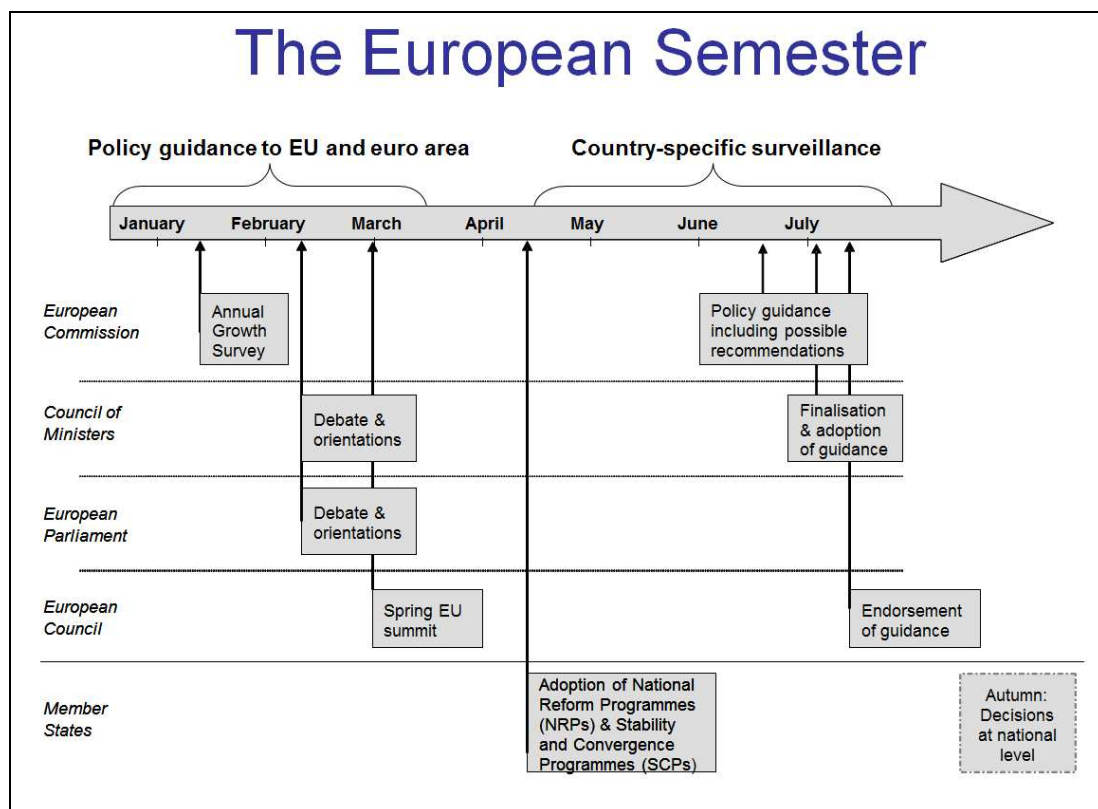 The European Semester
Policy guidance to EU and euro area
Country-specific surveillance
January February March April May June July
European
Commission
Annual
Growth
Survey
Policy guidance
including possible
recommendations
Council of
Ministers
Debate &
orientations
Finalisation
& adoption
of guidance
European
Parliament
Debate &
orientations
European
Council
Spring EU
summit
Endorsement
of guidance
Member
States
Adoption of National
Reform Programmes
(NRPs) & Stability
and Convergence
Programmes (SCPs)
Autumn:
Decisions
at national
level